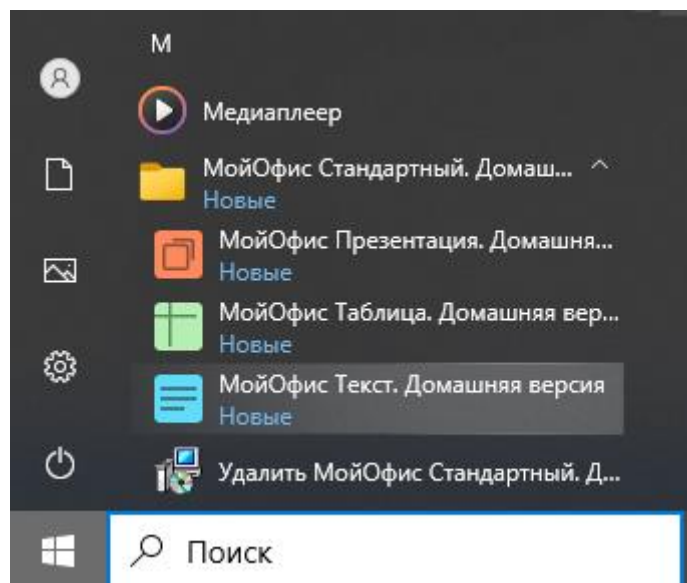 М
Медиаплеер
МойОфис Стандартный. Домаш...
Новые
МойОфис Презентация. Домашня...
Новые
МойОфис Таблица. Домашняя вер...
Новые
МойОфис Текст. Домашняя версия
Новые
Удалить МойОфис Стандартный. Д...
Поиск